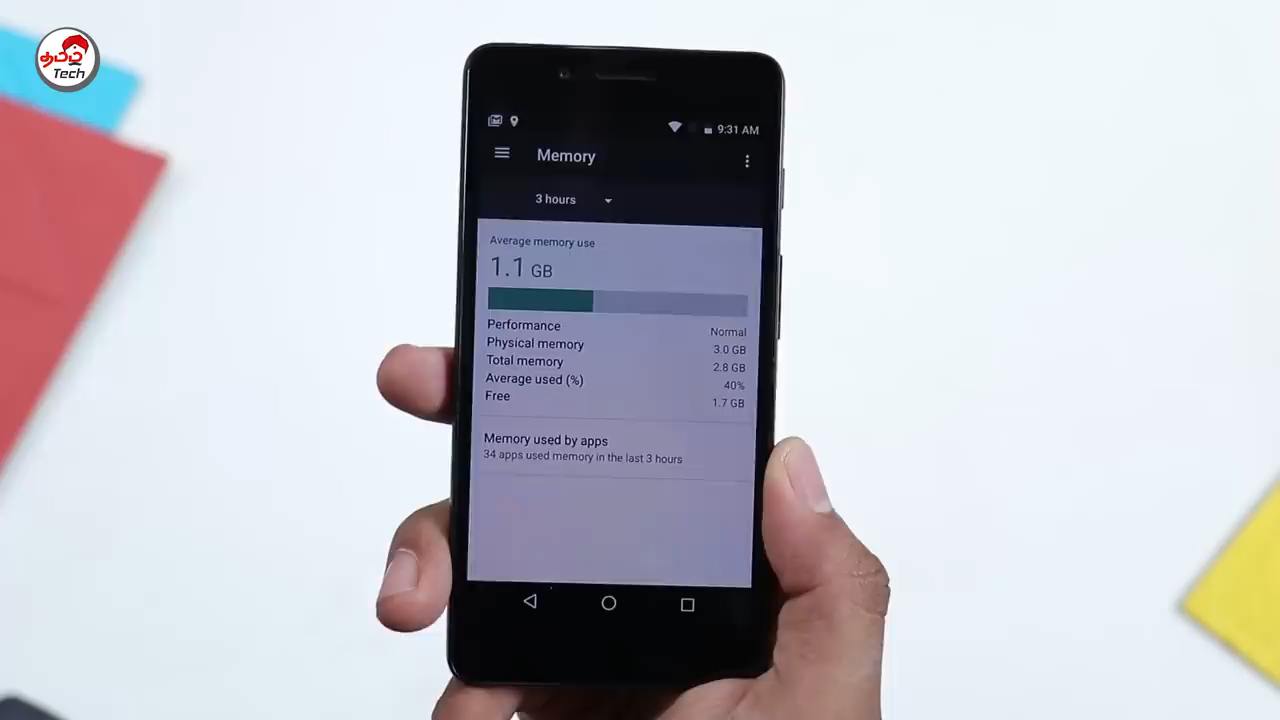 தமிழ்
Tech
9:31 AM
Memory
3 hours
Average memory use
1.1 GB
Performance Normal
Physical memory 3.0 GB
Total memory 2.8 GB
Average used (%) 40%
Free 1.7 GB
Memory used by apps
34 apps used memory in the last 3 hours